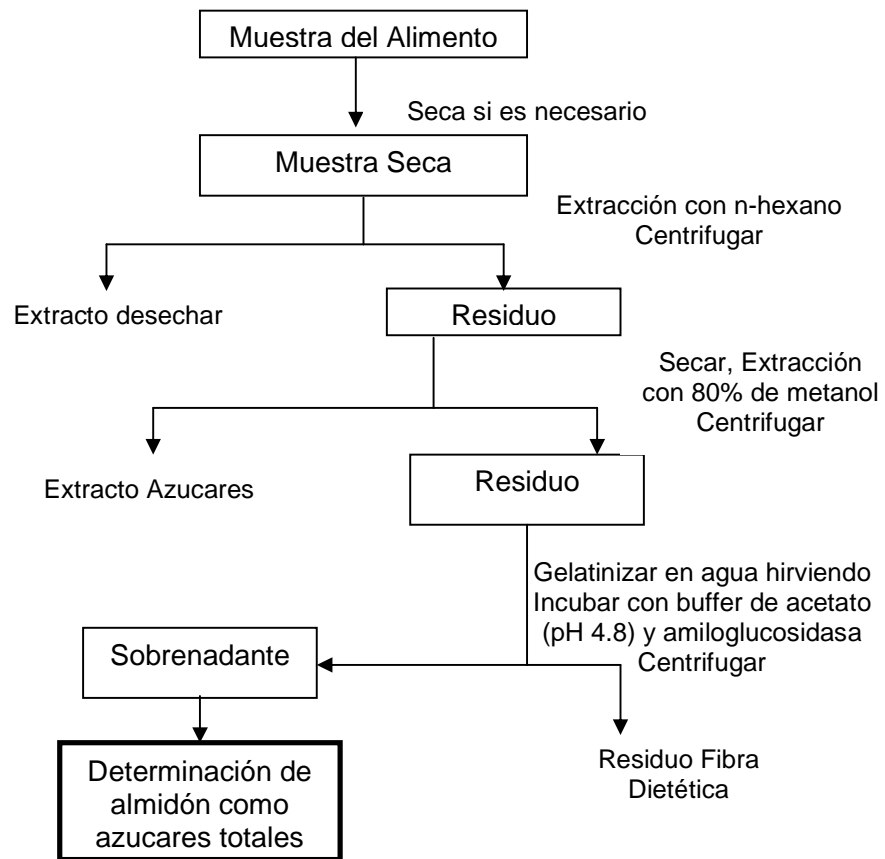 Muestra del Alimento
Seca si es necesario
Muestra Seca
Extracción con n-hexano
Centrifugar
Extracto desechar
Residuo
Secar, Extracción
con 80% de metanol
Centrifugar
Extracto Azucares
Residuo
Gelatinizar en agua hirviendo
Incubar con buffer de acetato
(pH 4.8) y amiloglucosidasa
Centrifugar
Sobrenadante
Determinación de
almidón como
azucares totales
Residuo Fibra
Dietética